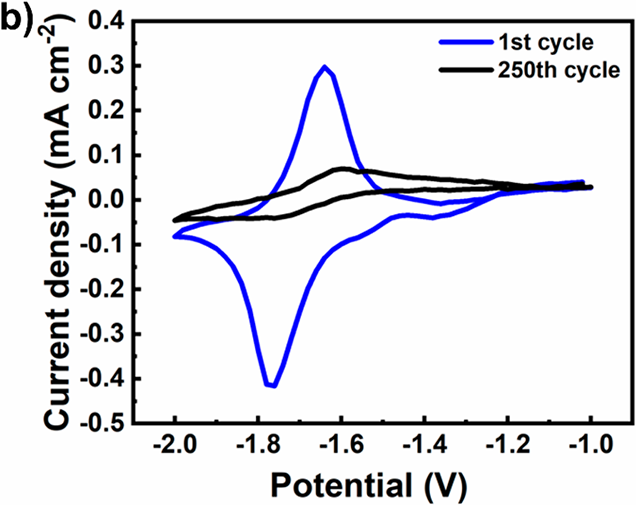 b)
1st cycle
250th cycle
Current density (mA cm⁻²)
0.4
0.3
0.2
0.1
0.0
-0.1
-0.2
-0.3
-0.4
-0.5
-2.0 -1.8 -1.6 -1.4 -1.2 -1.0
Potential (V)